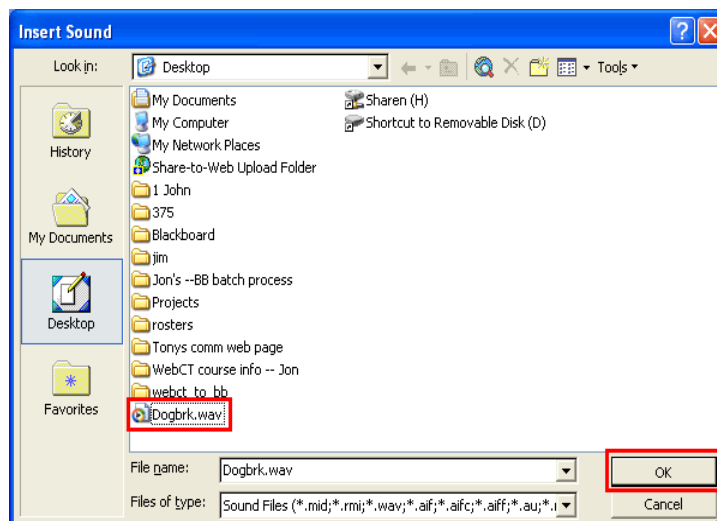 Insert Sound
Look in:
Desktop
Tools
History
My Documents
Desktop
Favorites
My Documents
My Computer
My Network Places
Share-to-Web Upload Folder
1 John
375
Blackboard
jim
Jon's --BB batch process
Projects
rosters
Tonys comm web page
WebCT course info -- Jon
webct_to_bb
Dogbrk.wav
Sharen (H)
Shortcut to Removable Disk (D)
File name:
Dogbrk.wav
OK
Files of type:
Sound Files (*.mid;*.rmi;*.wav;*.aif;*.aifc;*.aiff;*.au;*.
Cancel